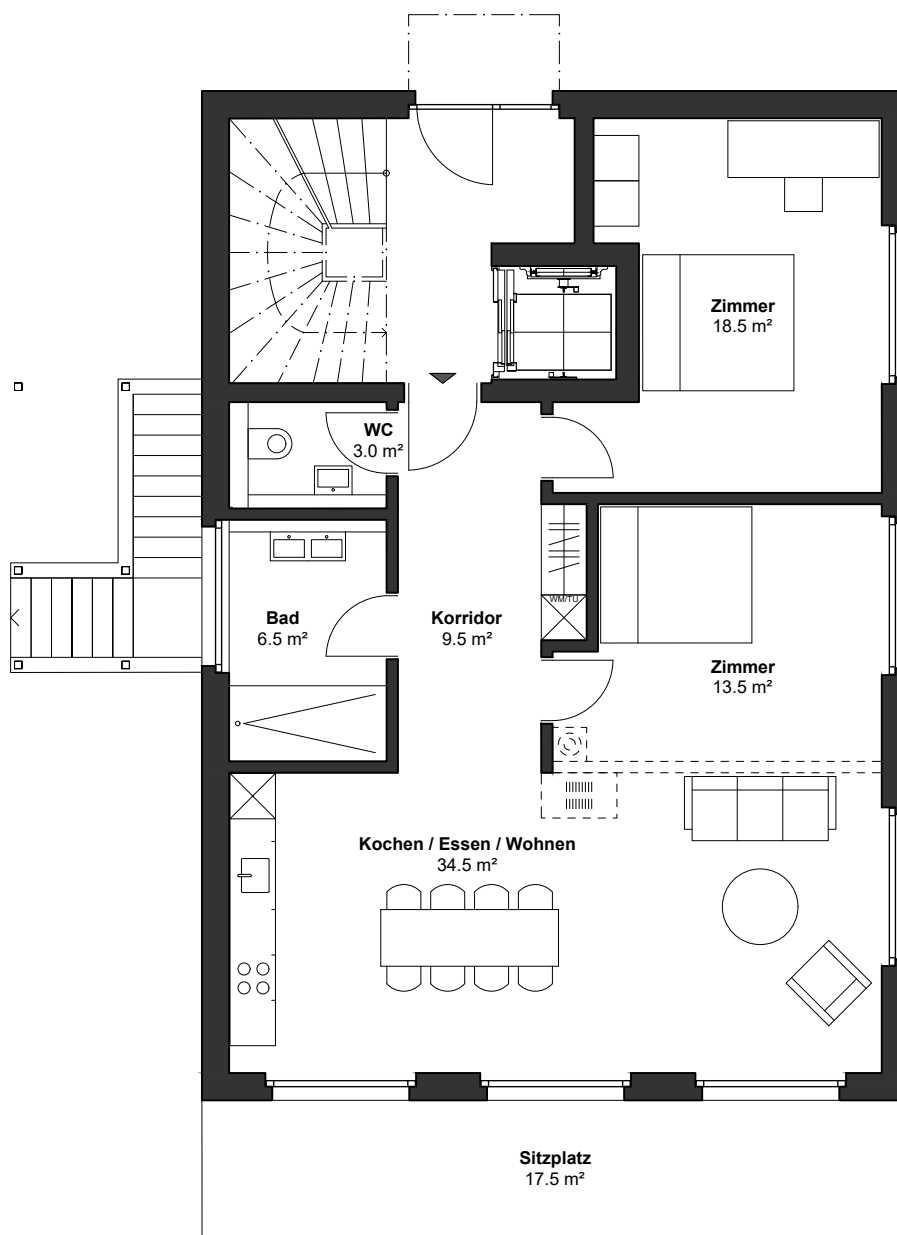 Zimmer
18.5 m²
WC
3.0 m²
WM/TU
Bad
6.5 m²
Korridor
9.5 m²
Zimmer
13.5 m²
Kochen / Essen / Wohnen
34.5 m²
Sitzplatz
17.5 m²